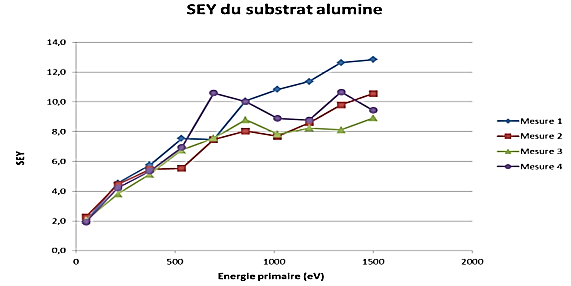 SEY du substrat alumine
14,0
12,0
10,0
8,0
6,0
4,0
2,0
0,0
SEY
0 500 1000 1500 2000
Energie primaire (eV)
Mesure 1
Mesure 2
Mesure 3
Mesure 4